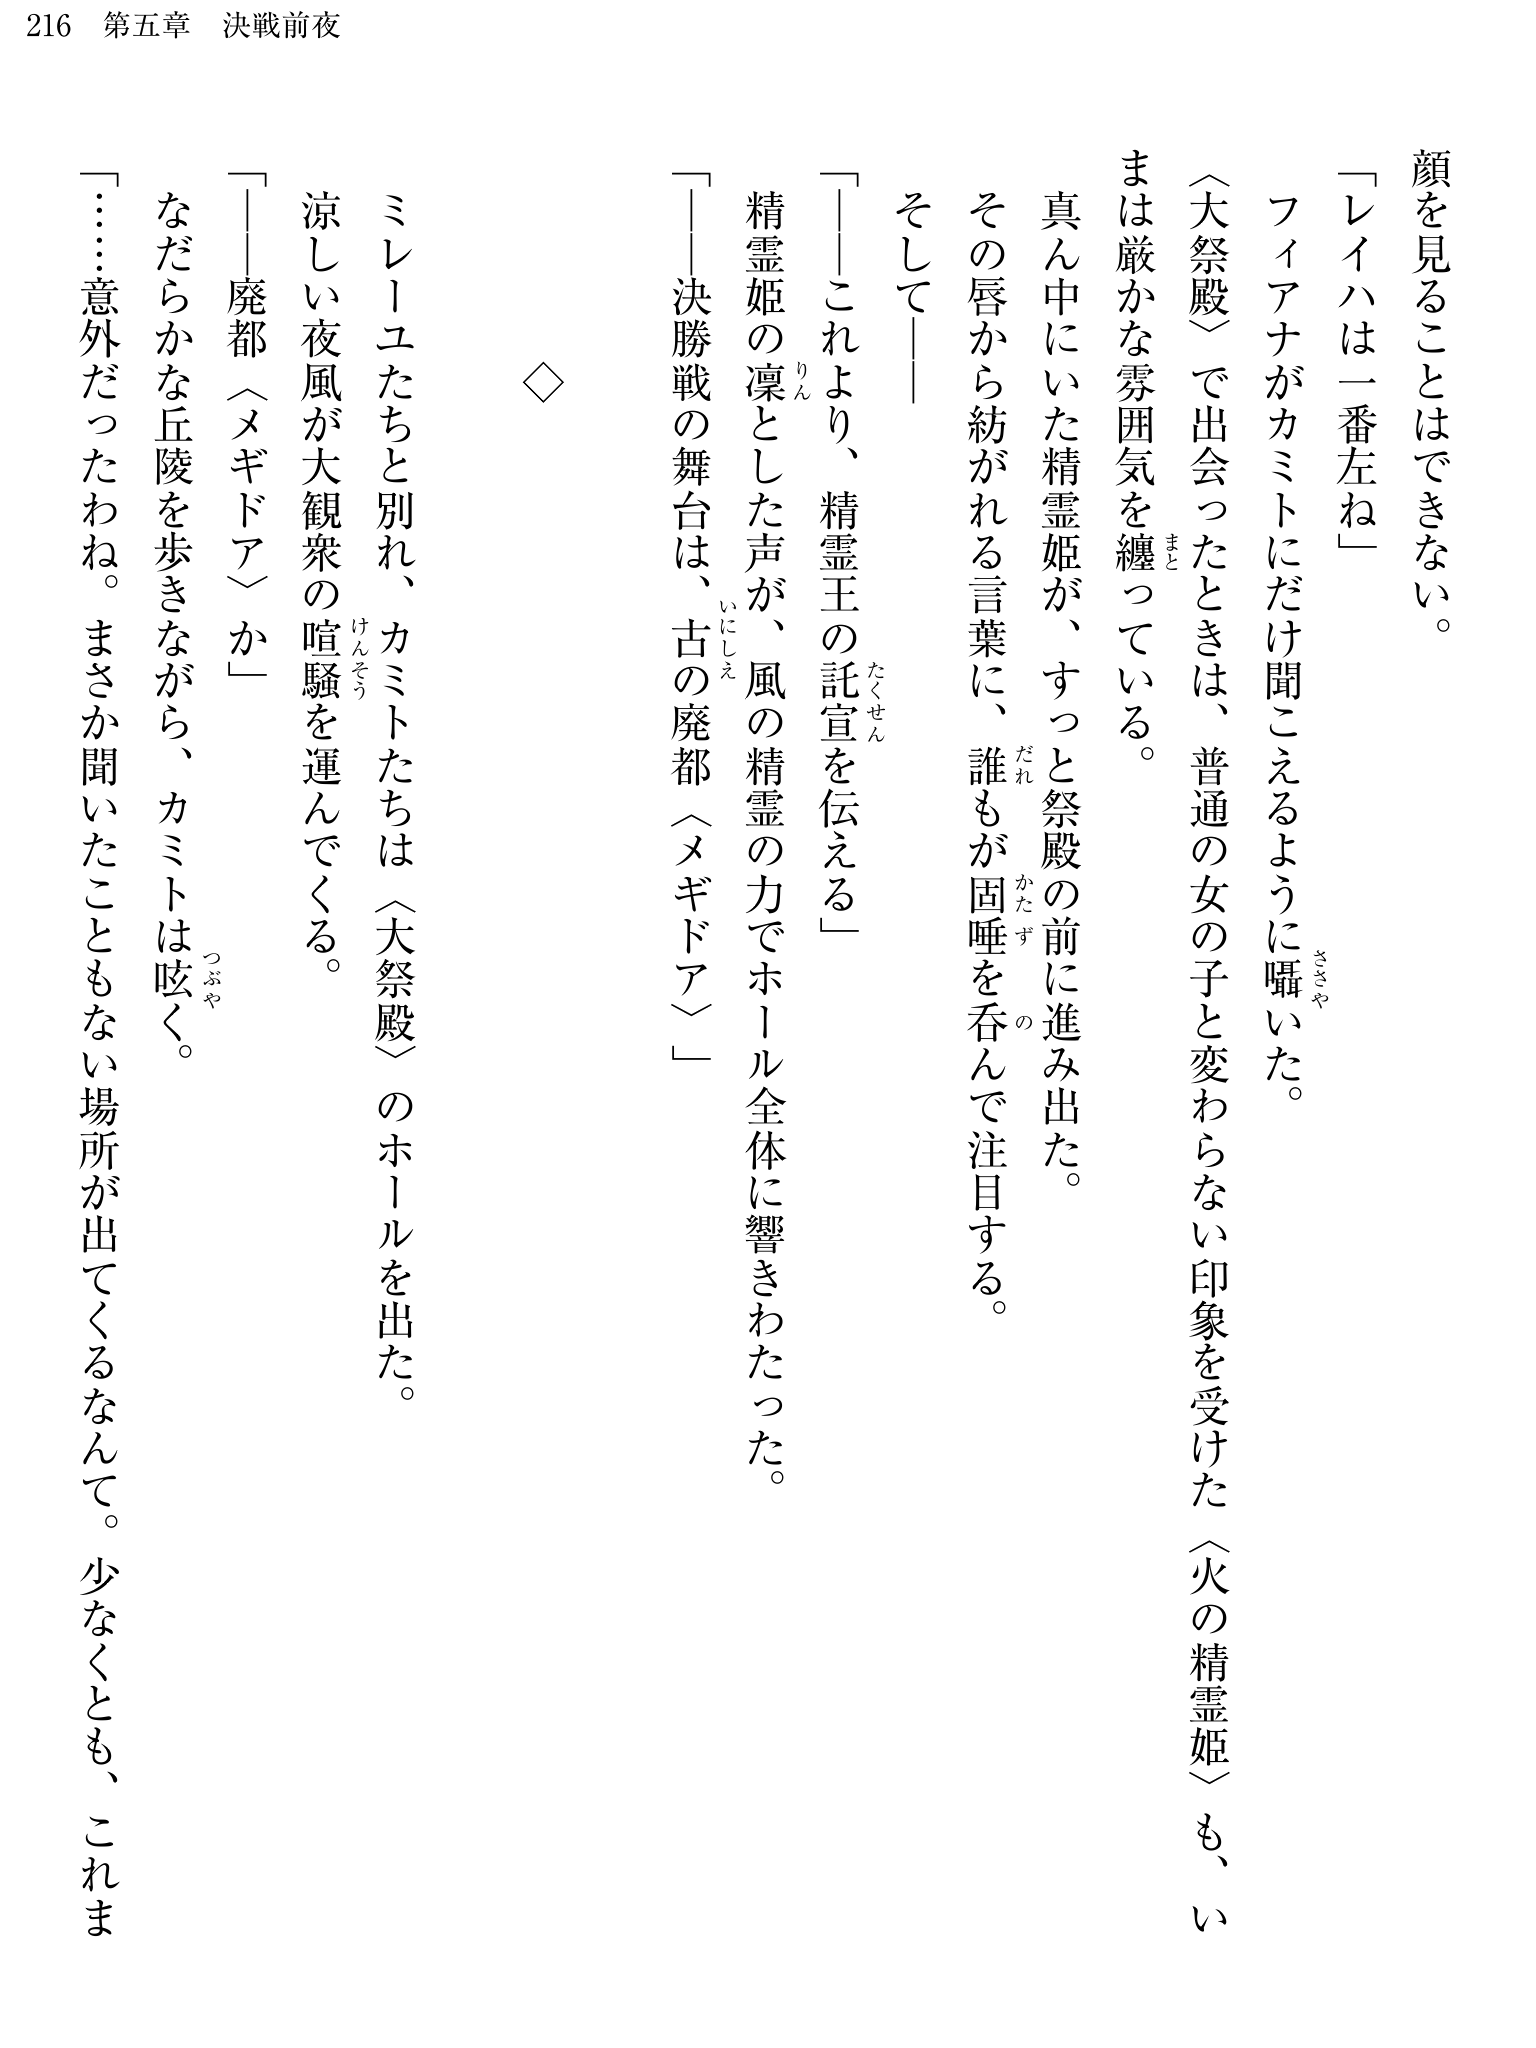 216　第五章　決戦前夜
顔を見ることはできない。
「レイハは一番左ね」
　フィアナがカミトにだけ聞こえるように囁いた。
〈大祭殿〉で出会ったときは、普通の女の子と変わらない印象を受けた〈火の精霊姫〉も、い
まは厳かな雰囲気を纏っている。
　真ん中にいた精霊姫が、すっと祭殿の前に進み出た。
　その唇から紡がれる言葉に、誰もが固唾を呑んで注目する。
　そして――
「――これより、精霊王の託宣を伝える」
　精霊姫の凜とした声が、風の精霊の力でホール全体に響きわたった。
「――決勝戦の舞台は、古の廃都〈メギドア〉」
◇
　ミレーユたちと別れ、カミトたちは〈大祭殿〉のホールを出た。
　涼しい夜風が大観衆の喧騒を運んでくる。
「――廃都〈メギドア〉か」
　なだらかな丘陵を歩きながら、カミトは呟く。
「……意外だったわね。まさか聞いたこともない場所が出てくるなんて。少なくとも、これま